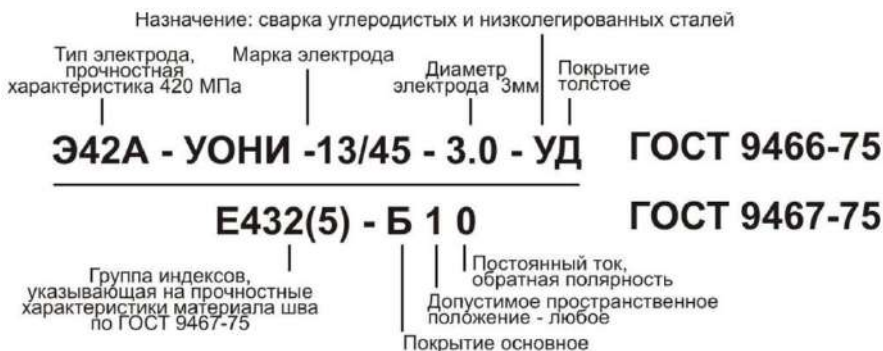 Назначение: сварка углеродистых и низколегированных сталей
Тип электрода,
прочностная
характеристика 420 МПа
Марка электрода
Диаметр
электрода 3мм
Покрытие
толстое
Э42А - УОНИ -13/45 - 3.0 - УД
ГОСТ 9466-75
Е432(5) - Б 1 0
ГОСТ 9467-75
Группа индексов,
указывающая на прочностные
характеристики материала шва
по ГОСТ 9467-75
Постоянный ток,
обратная полярность
Допустимое пространственное
положение - любое
Покрытие основное